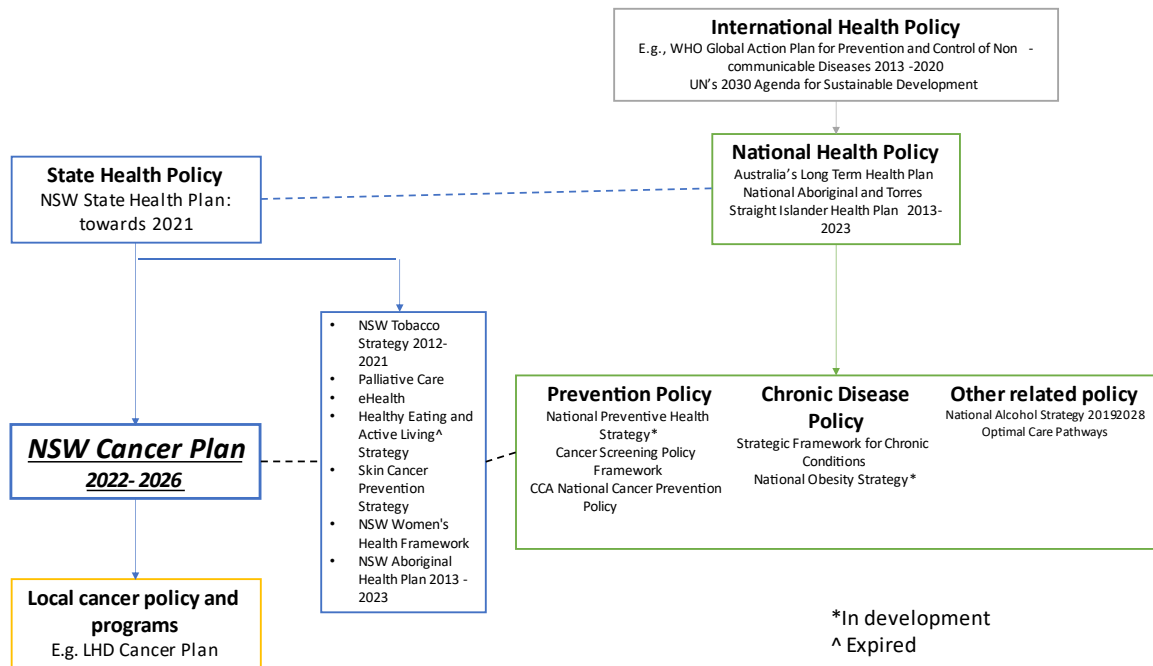 International Health Policy
E.g., WHO Global Action Plan for Prevention and Control of Non -
communicable Diseases 2013 -2020
UN's 2030 Agenda for Sustainable Development
National Health Policy
Australia's Long Term Health Plan
National Aboriginal and Torres
Straight Islander Health Plan 2013-
2023
State Health Policy
NSW State Health Plan:
towards 2021
• NSW Tobacco
Strategy 2012-
2021
• Palliative Care
• eHealth
• Healthy Eating and
Active Living^
Strategy
• Skin Cancer
Prevention
Strategy
• NSW Women's
Health Framework
• NSW Aboriginal
Health Plan 2013 -
2023
Prevention Policy
National Preventive Health
Strategy*
Cancer Screening Policy
Framework
CCA National Cancer Prevention
Policy
Chronic Disease
Policy
Strategic Framework for Chronic
Conditions
National Obesity Strategy*
Other related policy
National Alcohol Strategy 20192028
Optimal Care Pathways
NSW Cancer Plan
2022- 2026
Local cancer policy and
programs
E.g. LHD Cancer Plan
*In development
^ Expired